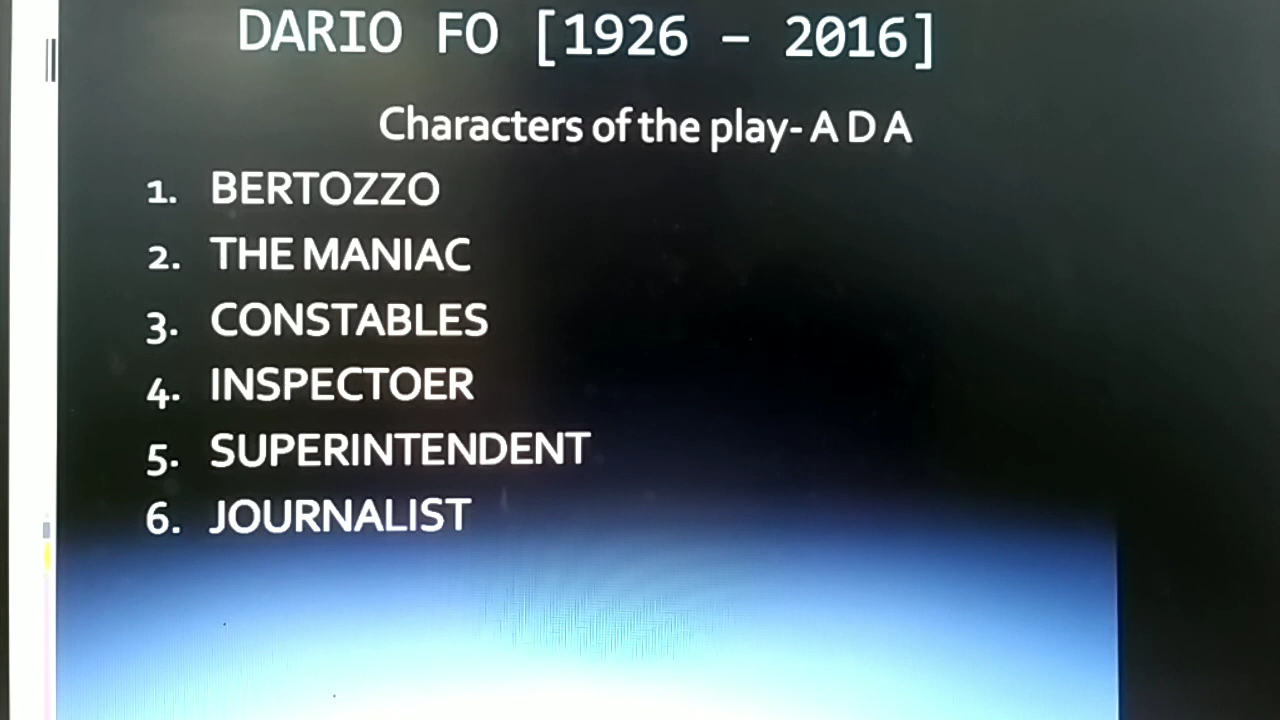 DARIO FO [1926 – 2016]
Characters of the play- A D A
1. BERTOZZO
2. THE MANIAC
3. CONSTABLES
4. INSPECTOER
5. SUPERINTENDENT
6. JOURNALIST